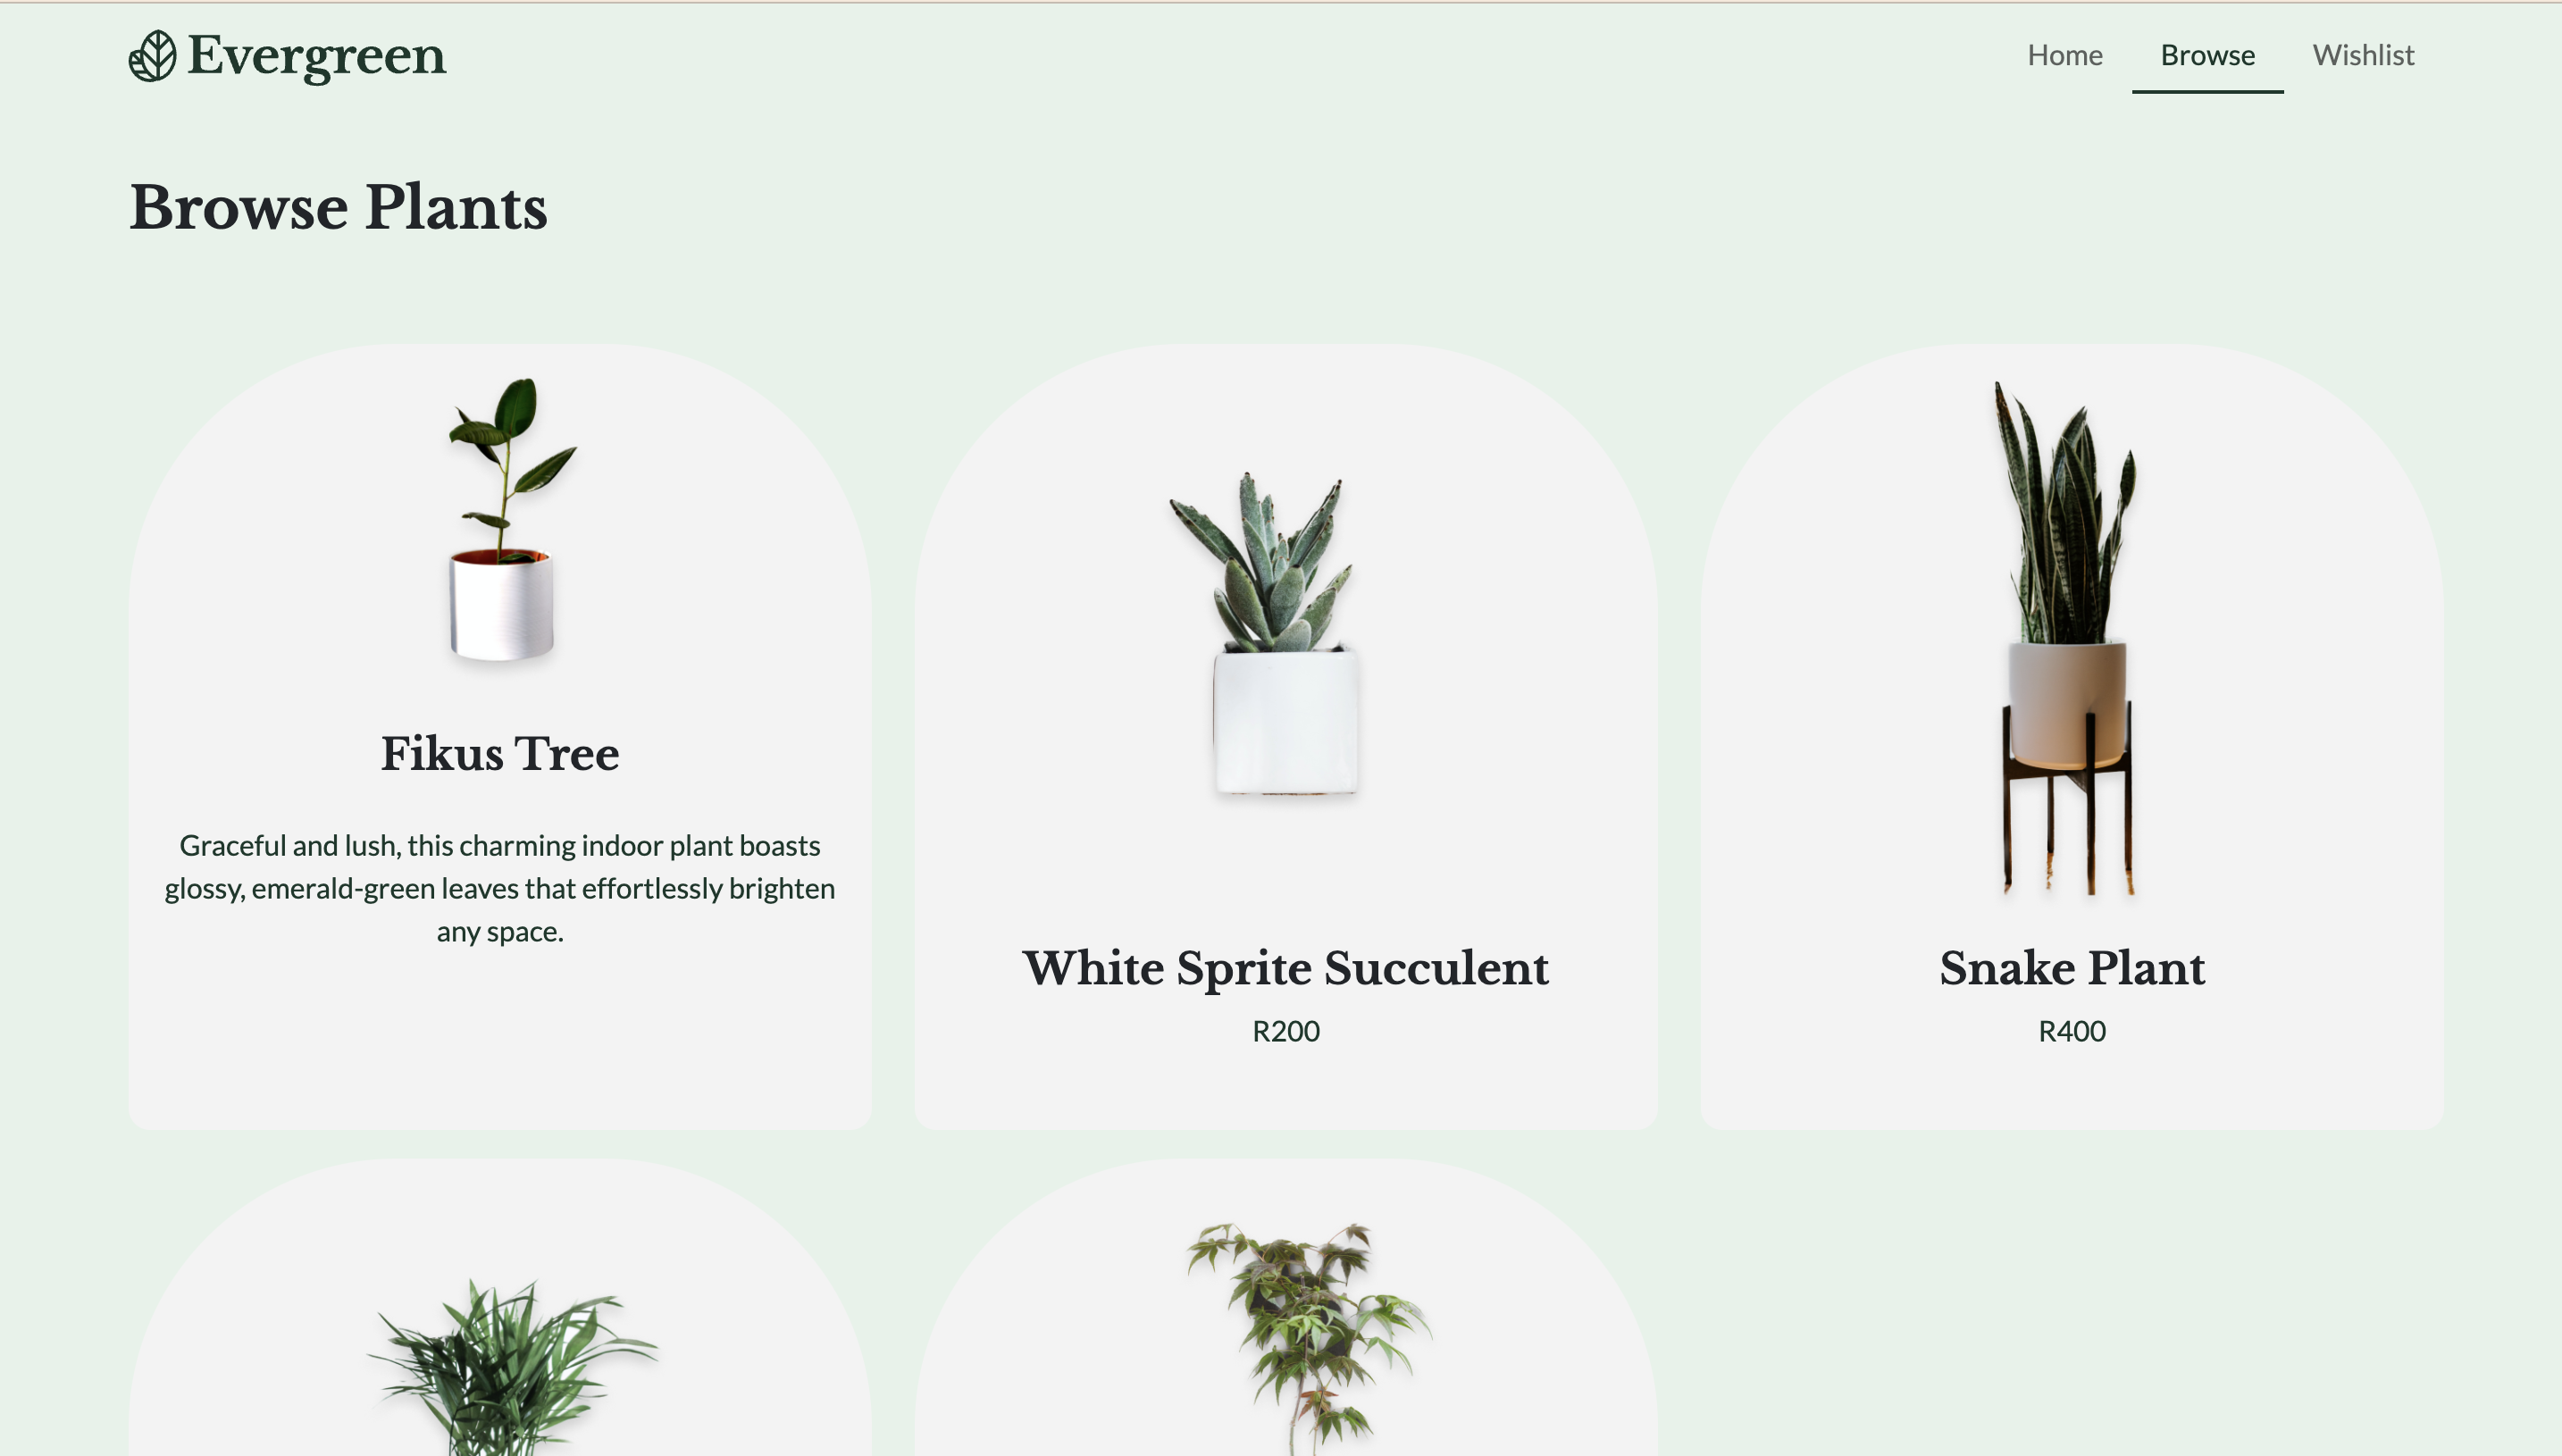 Evergreen
Home
Browse
Wishlist
Browse Plants
Fikus Tree
Graceful and lush, this charming indoor plant boasts
glossy, emerald-green leaves that effortlessly brighten
any space.
White Sprite Succulent
R200
Snake Plant
R400